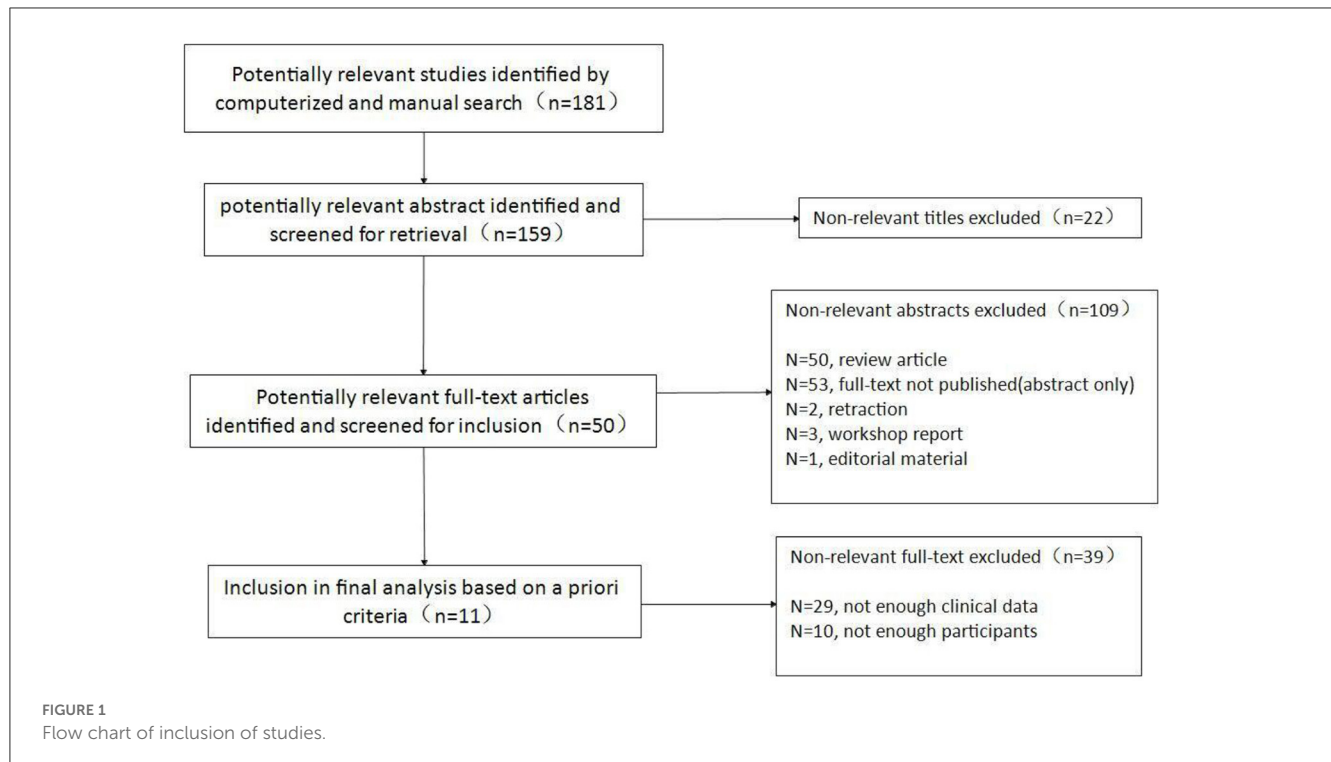 Potentially relevant studies identified by
computerized and manual search（n=181）
potentially relevant abstract identified and
screened for retrieval（n=159）
Non-relevant titles excluded（n=22）
Non-relevant abstracts excluded（n=109）
N=50, review article
N=53, full-text not published(abstract only)
N=2, retraction
N=3, workshop report
N=1, editorial material
Potentially relevant full-text articles
identified and screened for inclusion（n=50）
Non-relevant full-text excluded（n=39）
N=29, not enough clinical data
N=10, not enough participants
Inclusion in final analysis based on a priori
criteria（n=11）
FIGURE 1
Flow chart of inclusion of studies.